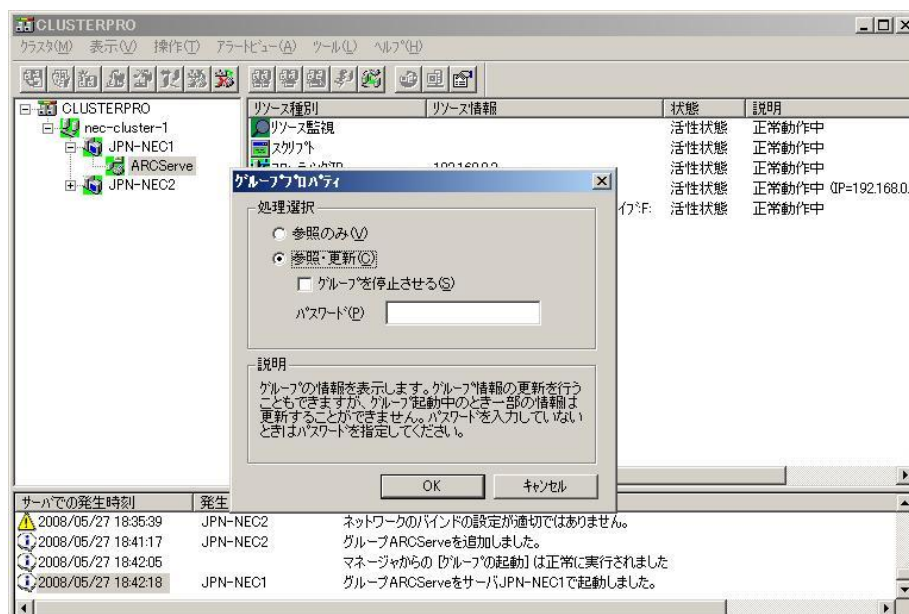 CLUSTERPRO
クラスタ(M) 表示(V) 操作(T) アラートビュー(A) ツール(L) ヘルプ(H)
CLUSTERPRO
nec-cluster-1
JPN-NEC1
ARCServe
JPN-NEC2
リソース種別 リソース情報 状態 説明
リソース監視 活性状態 正常動作中
スクリプト 活性状態 正常動作中
活性状態 正常動作中
活性状態 正常動作中 (IP=192.168.0.
イブ:F: 活性状態 正常動作中
グループプロパティ
処理選択
参照のみ(V)
参照・更新(C)
グループを停止させる(S)
パスワード(P)
説明
グループの情報を表示します。グループ情報の更新を行う
こともできますが、グループ起動中のとき一部の情報は
更新することができません。パスワードを入力していない
ときはパスワードを指定してください。
OK キャンセル
サーバでの発生時刻 発生
2008/05/27 18:35:39 JPN-NEC2 ネットワークのバインドの設定が適切ではありません。
2008/05/27 18:41:17 JPN-NEC2 グループARCServeを追加しました。
2008/05/27 18:42:05 マネージャからの [グループの起動] は正常に実行されました
2008/05/27 18:42:18 JPN-NEC1 グループARCServeをサーバJPN-NEC1で起動しました。